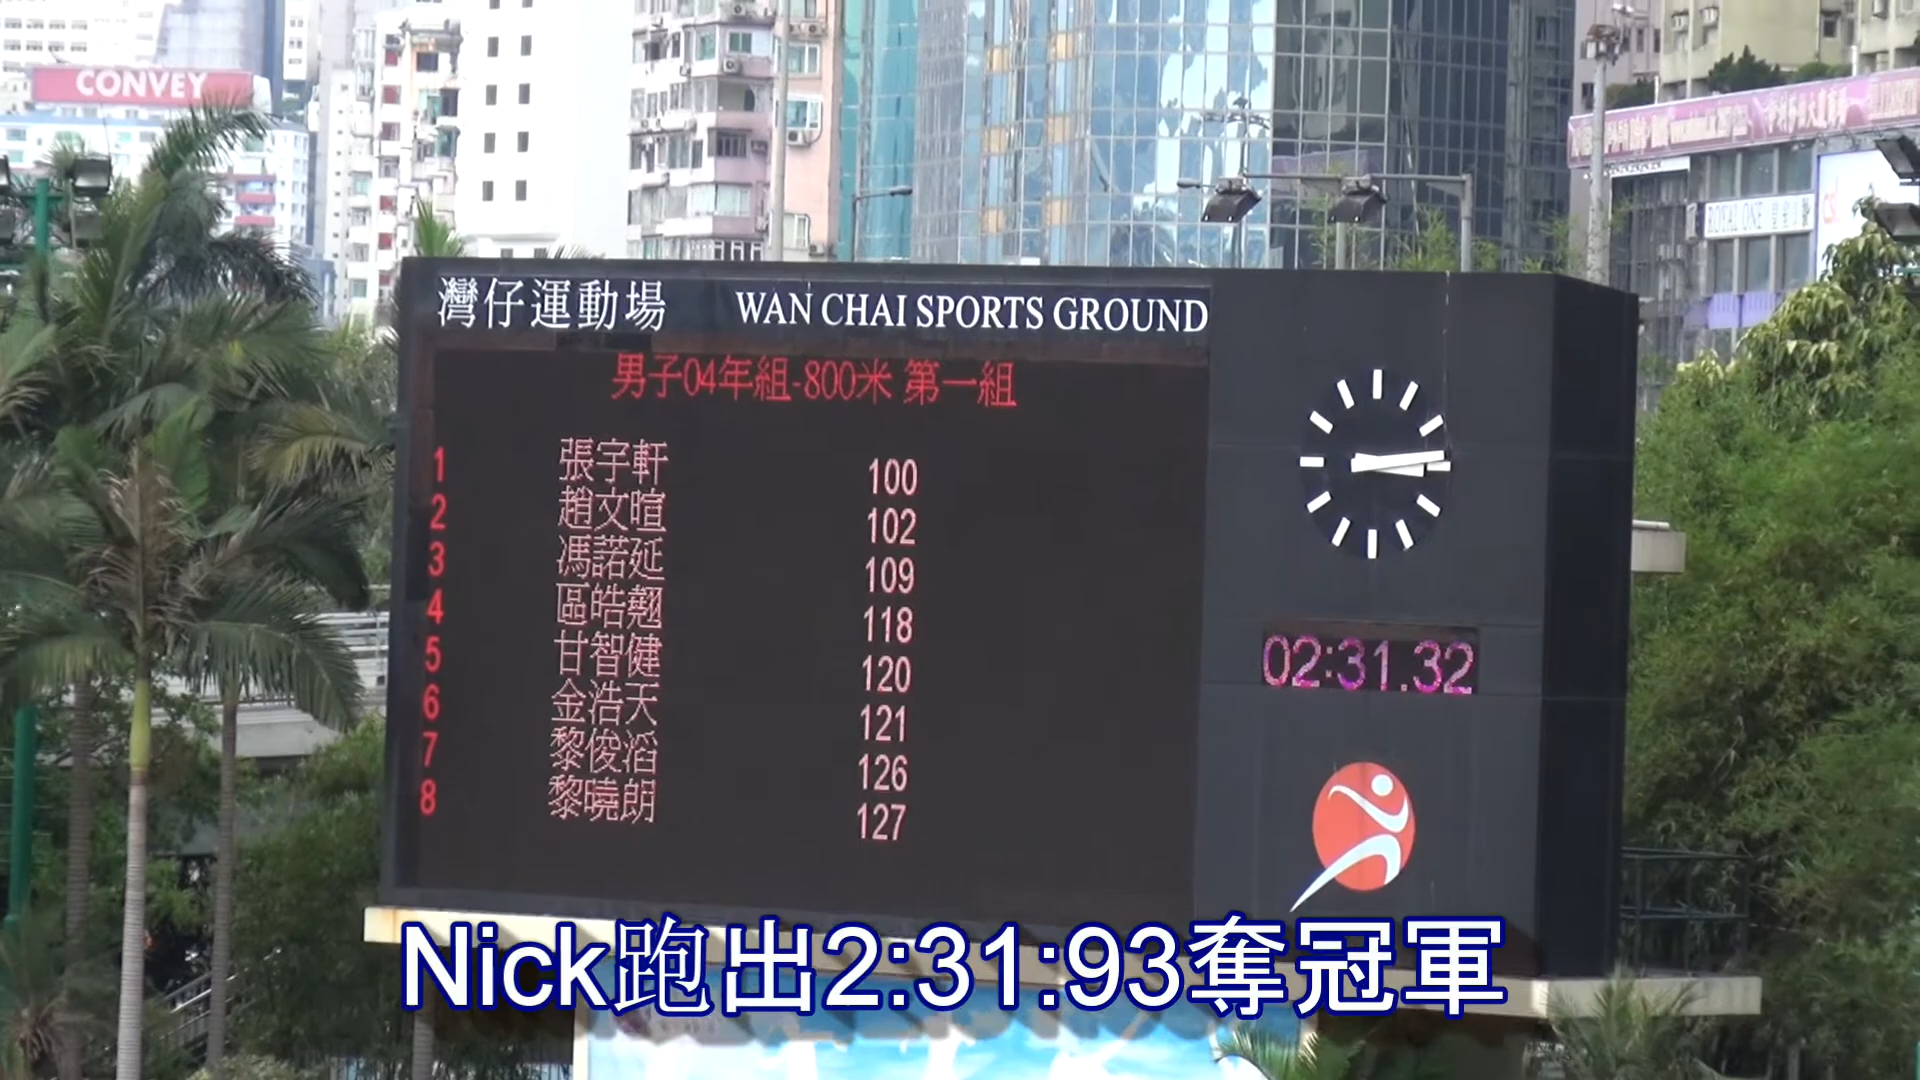 CONVEY
ROYAL ONE
灣仔運動場 WAN CHAI SPORTS GROUND
男子04年組-800米 第一組
1 張宇軒 100
2 趙文暄 102
3 馮諾延 109
4 區皓翹 118
5 甘智健 120
6 金浩天 121
7 黎俊滔 126
8 黎曉朗 127
02:31.32
Nick跑出2:31:93奪冠軍